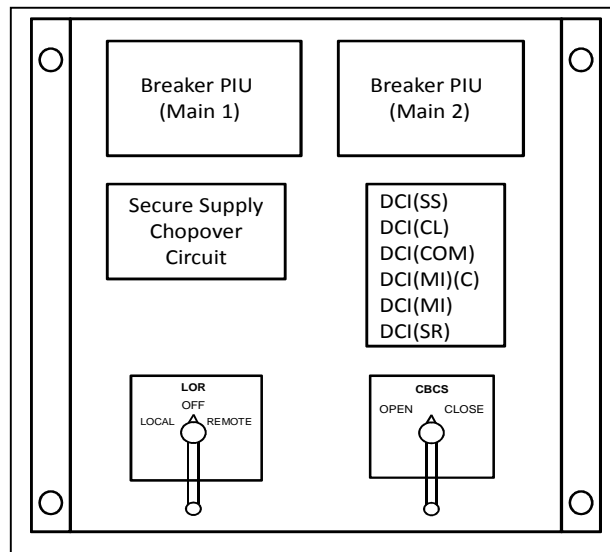 Breaker PIU
(Main 1)
Breaker PIU
(Main 2)
Secure Supply
Chopover
Circuit
DCI(SS)
DCI(CL)
DCI(COM)
DCI(MI)(C)
DCI(MI)
DCI(SR)
LOR
OFF
LOCAL REMOTE
CBCS
OPEN CLOSE